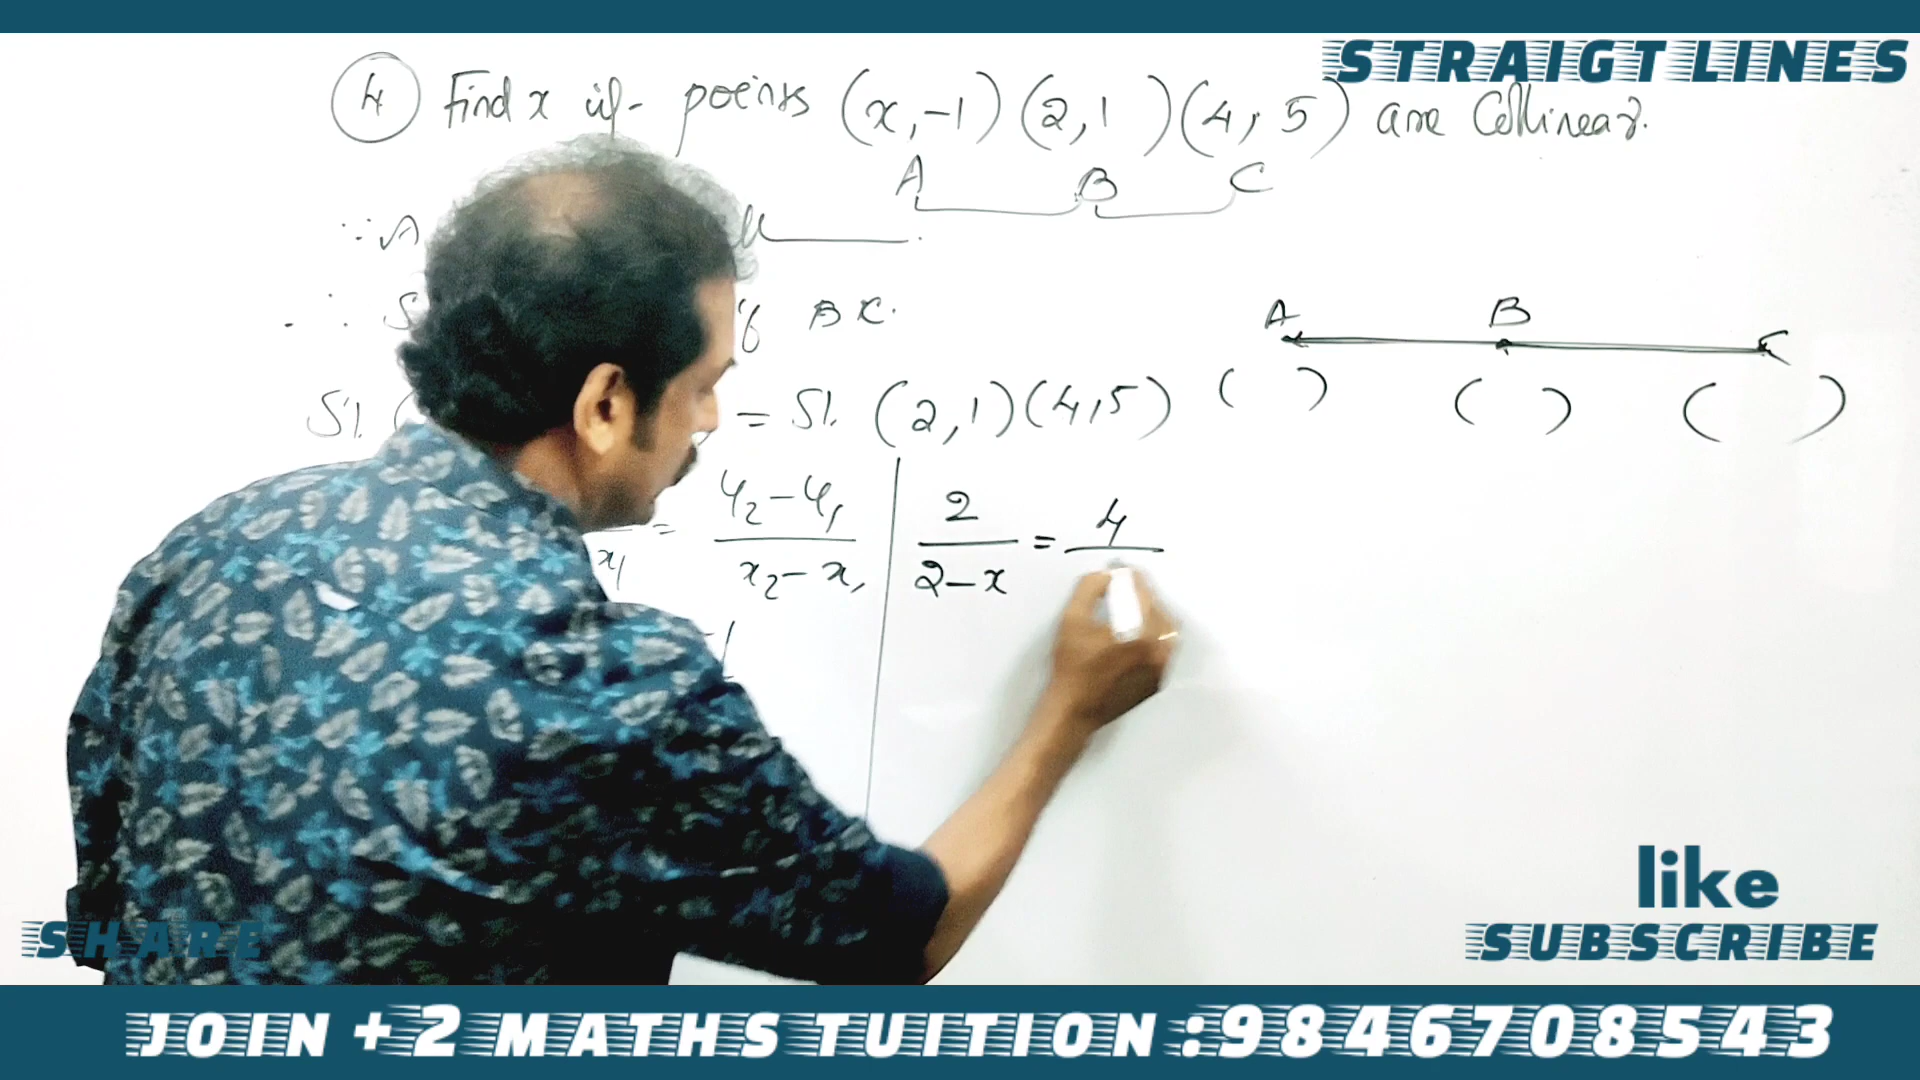 STRAIGT LINES
4 Find x if points (x,-1) (2,1) (4,5) are Collinear.
A B C
∵ A
∴ S BC.
A B C
Sl. ( = Sl. (2,1)(4,5) ( ) ( ) ( )
x₁ = y₂-y₁ / x₂-x₁
2 / 2-x = 4
like
SHARE
SUBSCRIBE
JOIN +2 MATHS TUITION :9846708543